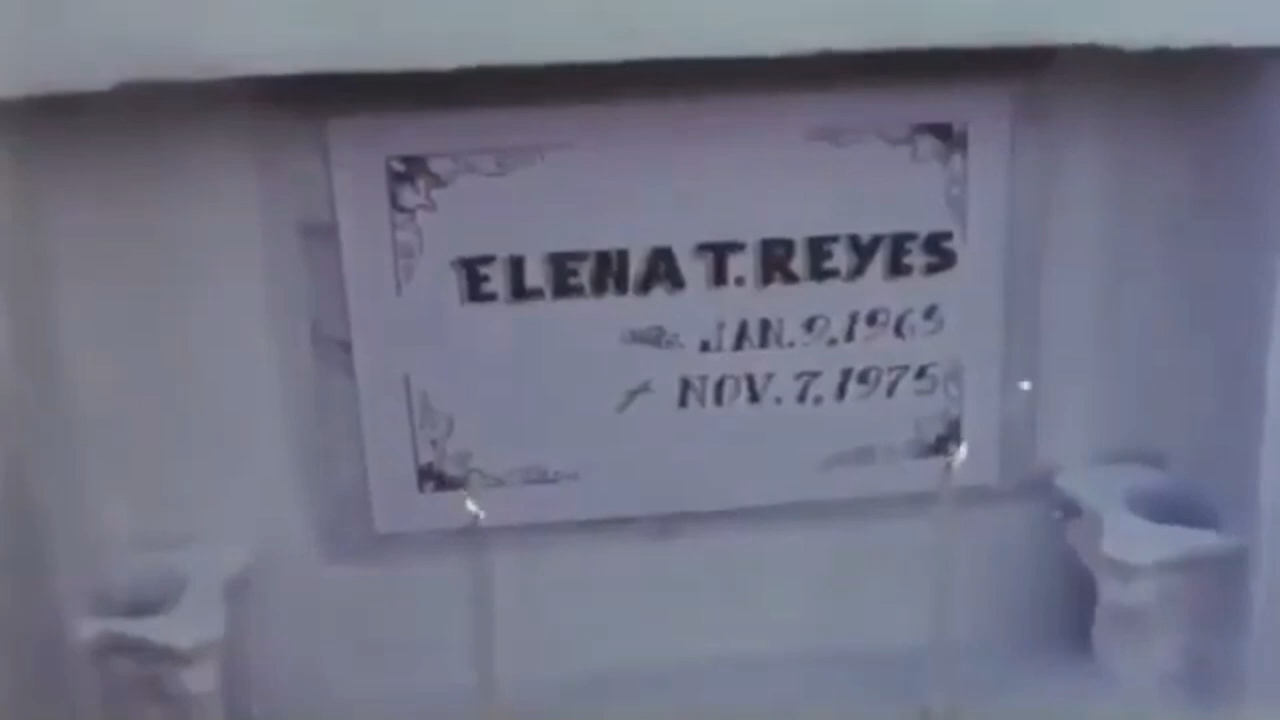 ELENA T. REYES
JAN. 9, 1965
NOV. 7, 1975